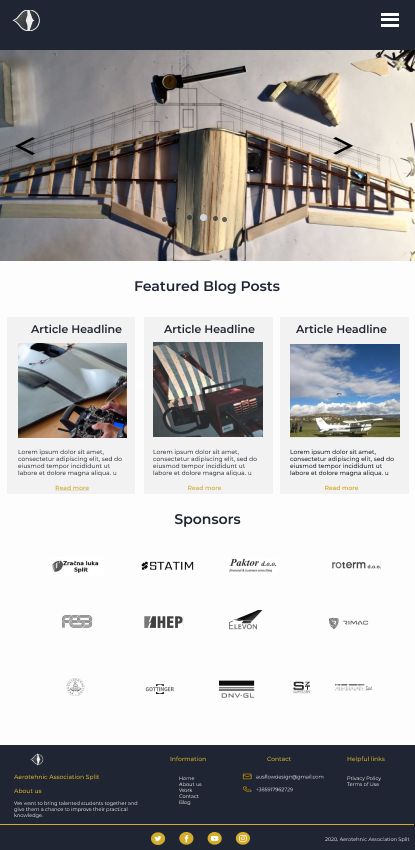 <
>
Featured Blog Posts
Article Headline
Lorem ipsum dolor sit amet,
consectetur adipiscing elit, sed do
eiusmod tempor incididunt ut
labore et dolore magna aliqua. u
Read more
Article Headline
Lorem ipsum dolor sit amet,
consectetur adipiscing elit, sed do
eiusmod tempor incididunt ut
labore et dolore magna aliqua. u
Read more
Article Headline
Lorem ipsum dolor sit amet,
consectetur adipiscing elit, sed do
eiusmod tempor incididunt ut
labore et dolore magna aliqua. u
Read more
Sponsors
Zračna luka
Split
STATIM
Paktor d.o.o.
roterm d.o.o.
FESB
HEP
ELEVON
RIMAC
GÖTTINGER
DNV·GL
Aerotehnic Association Split
About us
We want to bring talented students together and
give them a chance to improve their practical
knowledge.
Information
Home
About us
Work
Contact
Blog
Contact
ausflowdesign@gmail.com
+385917962729
Helpful links
Privacy Policy
Terms of Use
2020, Aerotehnic Association Split